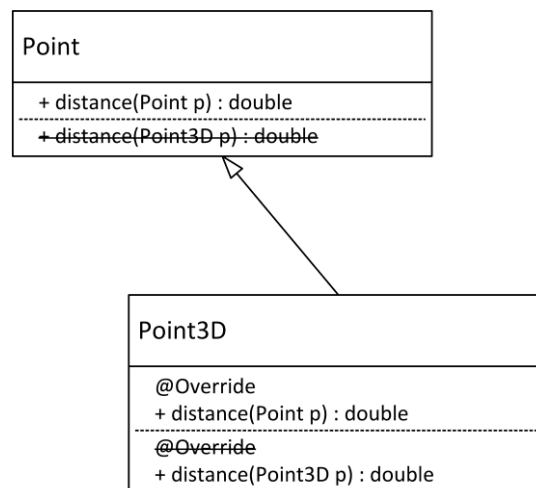 Point
+ distance(Point p) : double
+ distance(Point3D p) : double
Point3D
@Override
+ distance(Point p) : double
@Override
+ distance(Point3D p) : double